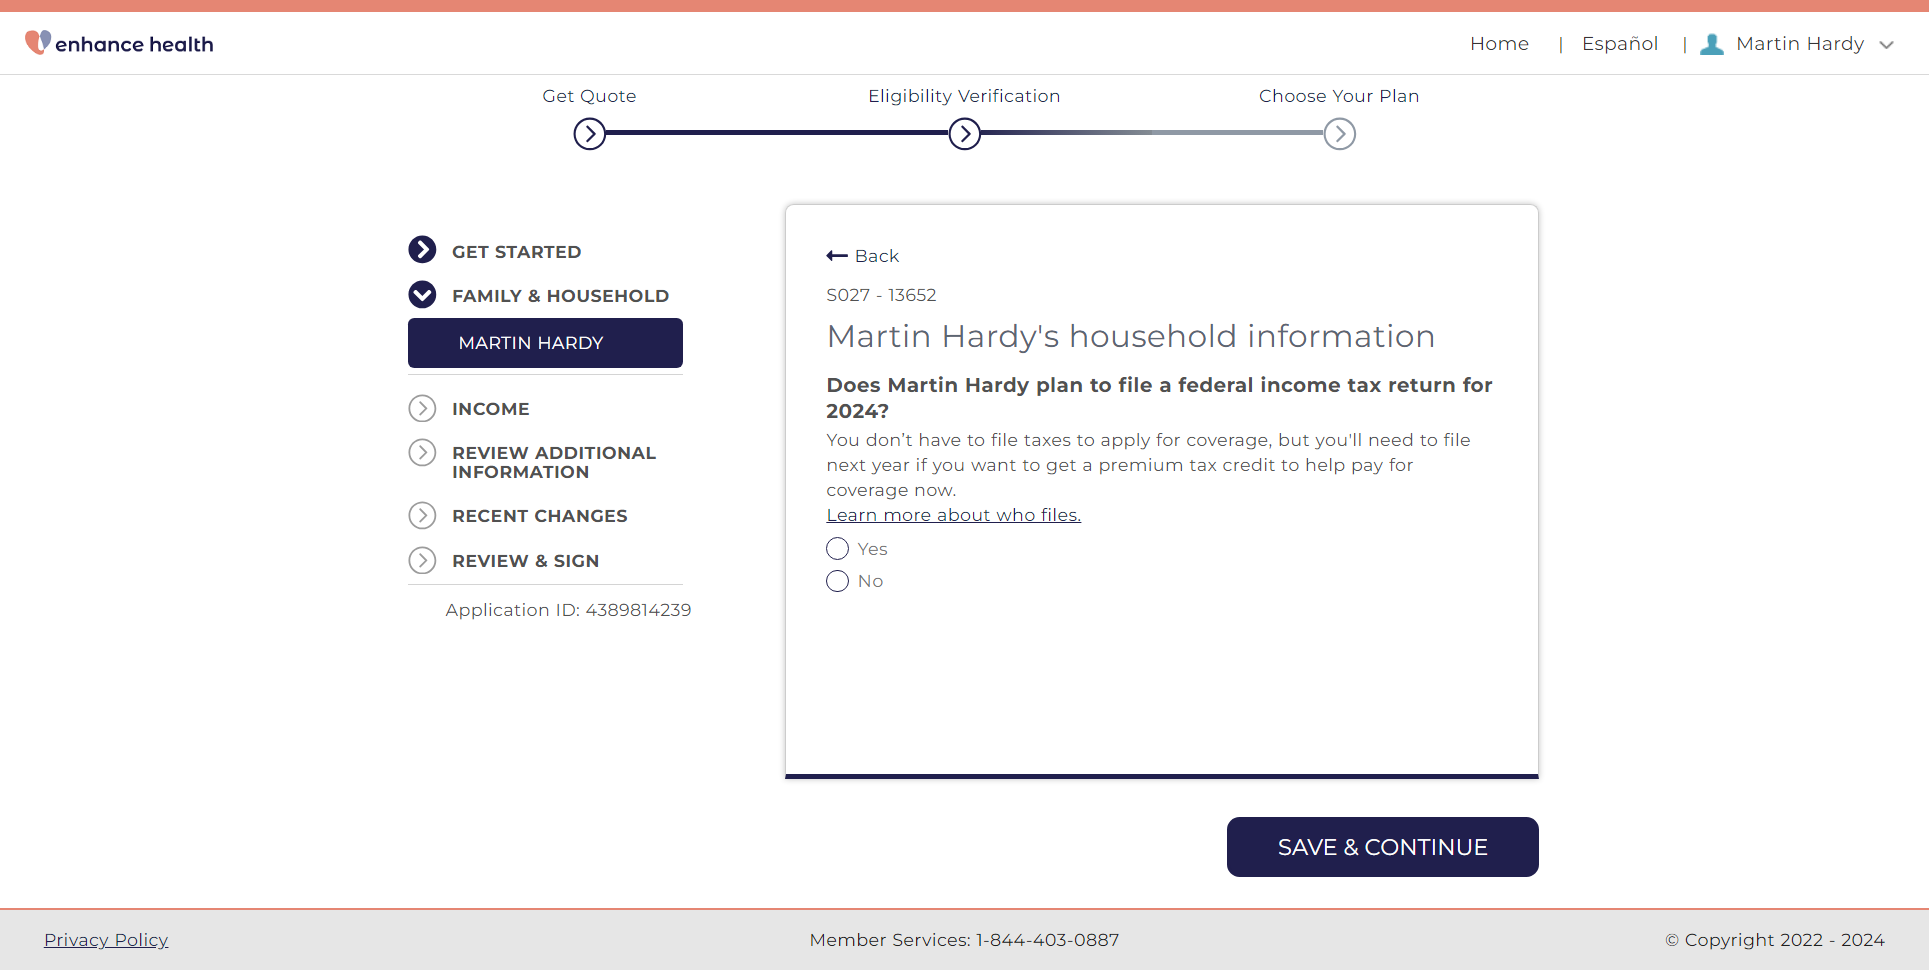 enhance health
Home | Español | Martin Hardy
Get Quote
Eligibility Verification
Choose Your Plan
GET STARTED
FAMILY & HOUSEHOLD
MARTIN HARDY
INCOME
REVIEW ADDITIONAL
INFORMATION
RECENT CHANGES
REVIEW & SIGN
Application ID: 4389814239
Back
S027 - 13652
Martin Hardy's household information
Does Martin Hardy plan to file a federal income tax return for
2024?
You don’t have to file taxes to apply for coverage, but you'll need to file
next year if you want to get a premium tax credit to help pay for
coverage now.
Learn more about who files.
Yes
No
SAVE & CONTINUE
Privacy Policy
Member Services: 1-844-403-0887
© Copyright 2022 - 2024